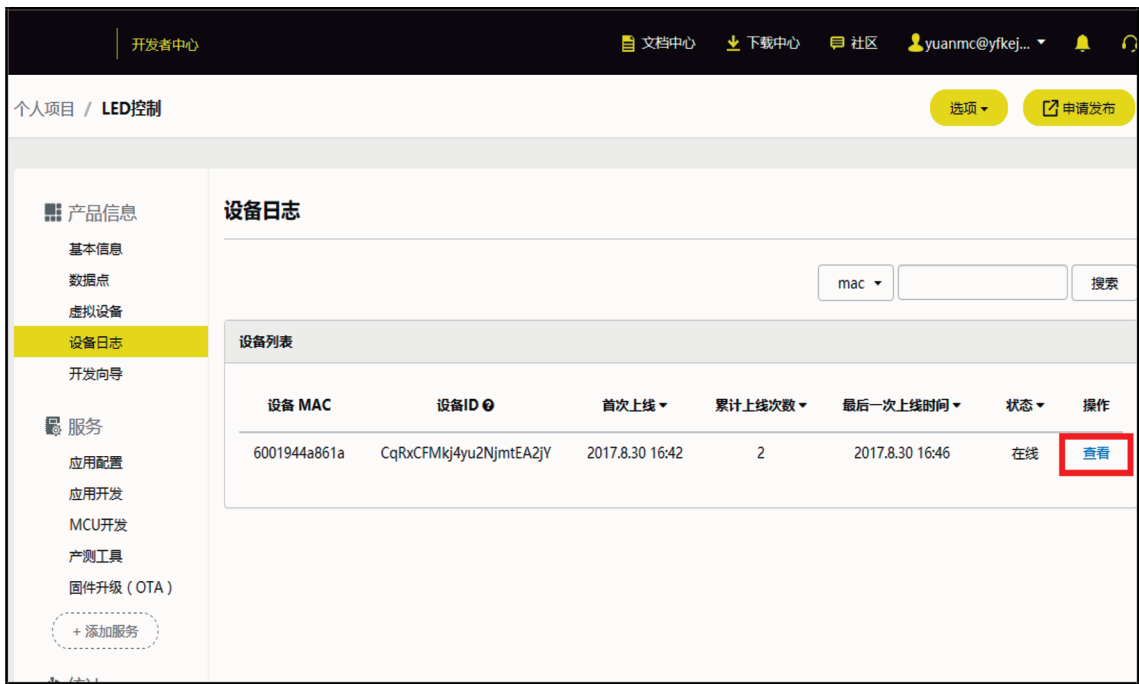 开发者中心 文档中心 下载中心 社区 yuanmc@yfkej...
个人项目 / LED控制 选项 申请发布
产品信息
基本信息
数据点
虚拟设备
设备日志
开发向导
服务
应用配置
应用开发
MCU开发
产测工具
固件升级（OTA）
+ 添加服务
设备日志
mac 搜索
设备列表
设备 MAC 设备ID 首次上线 累计上线次数 最后一次上线时间 状态 操作
6001944a861a CqRxCFMkj4yu2NjmtEA2jY 2017.8.30 16:42 2 2017.8.30 16:46 在线 查看